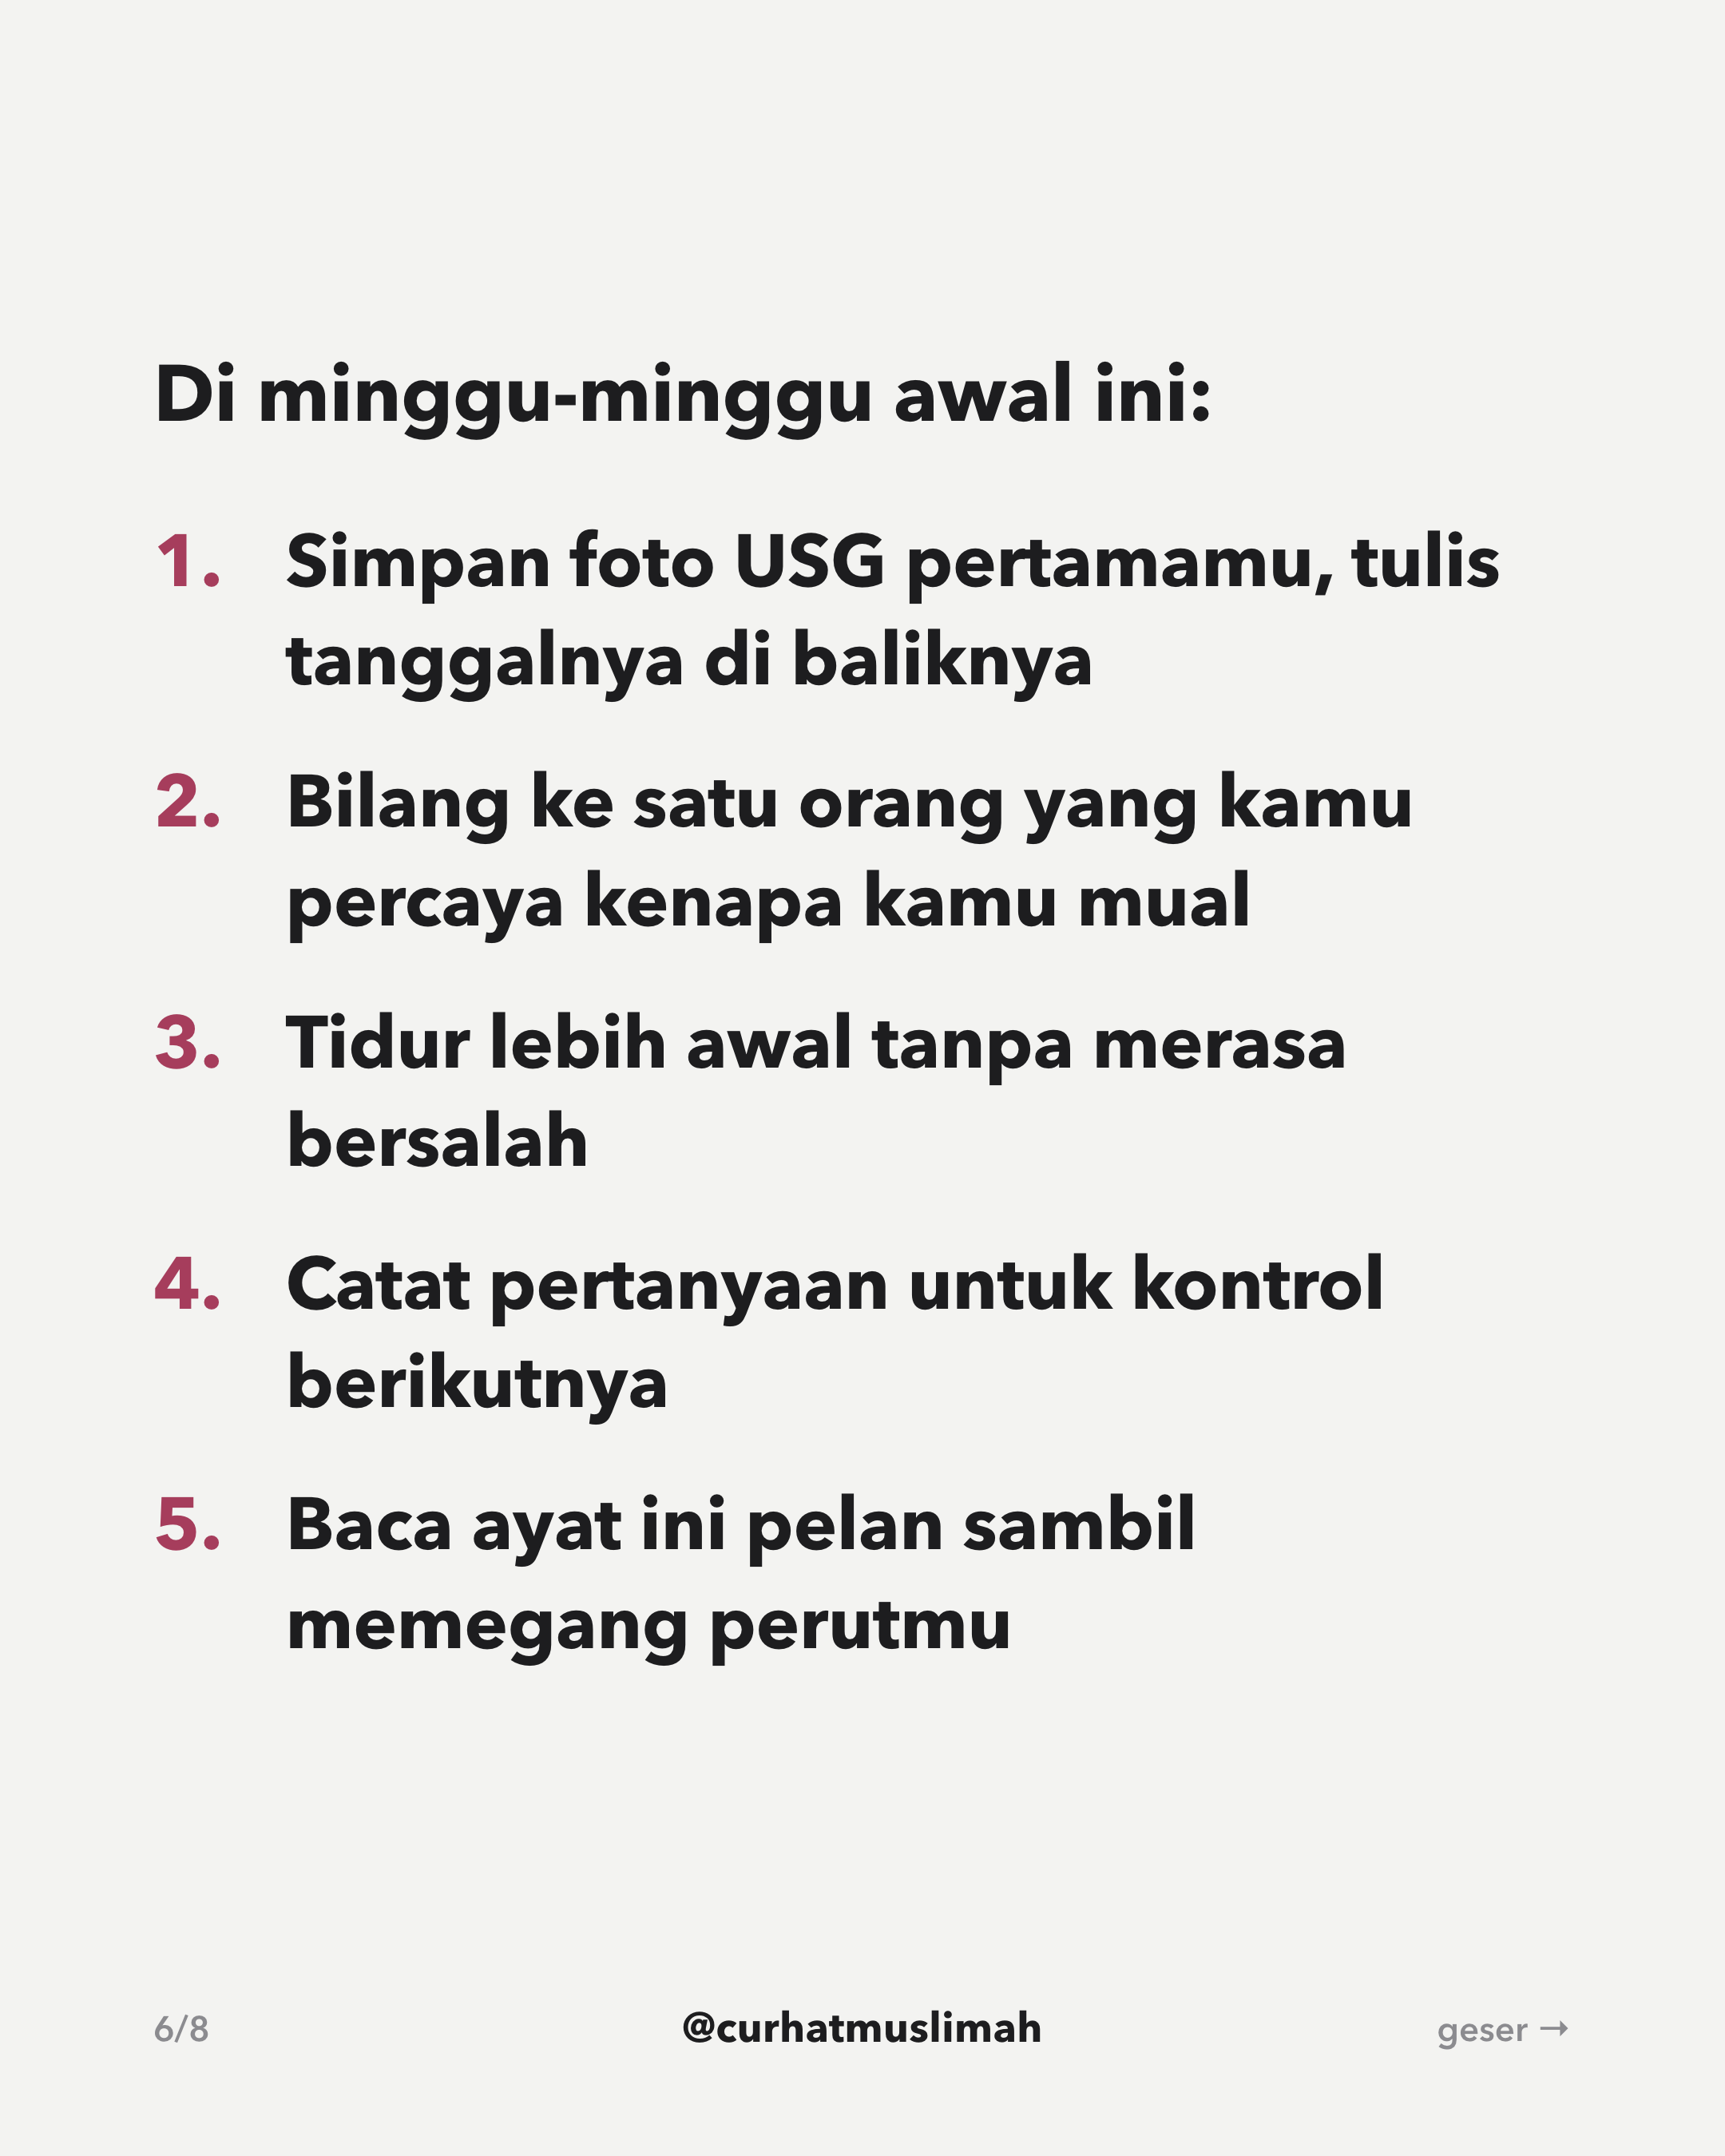 Di minggu-minggu awal ini:
1. Simpan foto USG pertamamu, tulis
tanggalnya di baliknya
2. Bilang ke satu orang yang kamu
percaya kenapa kamu mual
3. Tidur lebih awal tanpa merasa
bersalah
4. Catat pertanyaan untuk kontrol
berikutnya
5. Baca ayat ini pelan sambil
memegang perutmu
6/8 @curhatmuslimah geser →